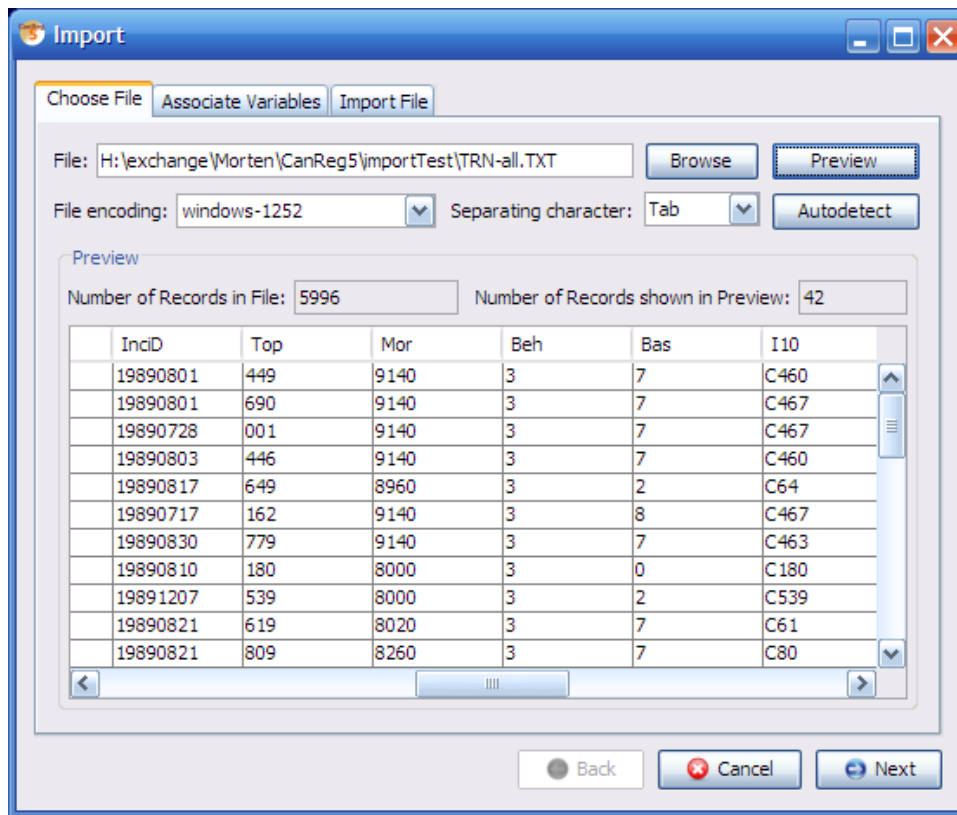 Import
Choose File Associate Variables Import File
File: H:\exchange\Morten\CanReg5\importTest\TRN-all.TXT Browse Preview
File encoding: windows-1252 Separating character: Tab Autodetect
Preview
Number of Records in File: 5996 Number of Records shown in Preview: 42
InciD Top Mor Beh Bas I10
19890801 449 9140 3 7 C460
19890801 690 9140 3 7 C467
19890728 001 9140 3 7 C467
19890803 446 9140 3 7 C460
19890817 649 8960 3 2 C64
19890717 162 9140 3 8 C467
19890830 779 9140 3 7 C463
19890810 180 8000 3 0 C180
19891207 539 8000 3 2 C539
19890821 619 8020 3 7 C61
19890821 809 8260 3 7 C80
Back Cancel Next